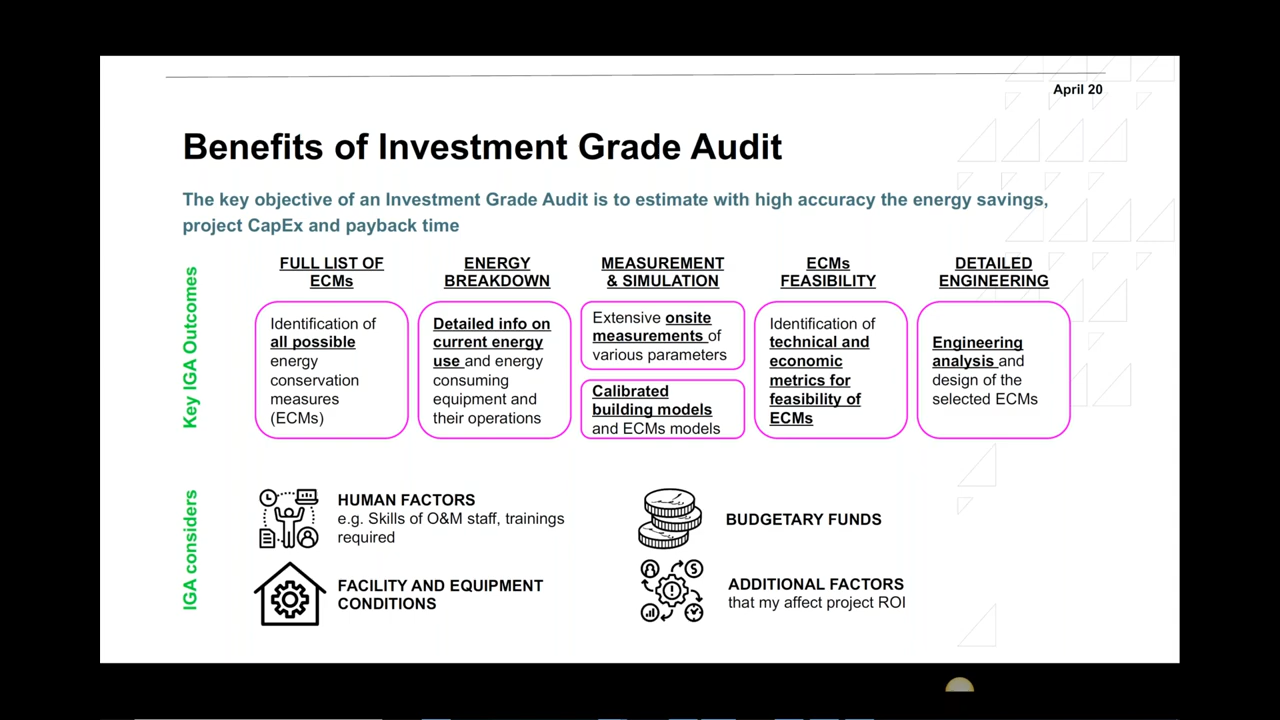 April 20
Benefits of Investment Grade Audit
The key objective of an Investment Grade Audit is to estimate with high accuracy the energy savings,
project CapEx and payback time
Key IGA Outcomes
FULL LIST OF
ECMs
Identification of
all possible
energy
conservation
measures
(ECMs)
ENERGY
BREAKDOWN
Detailed info on
current energy
use and energy
consuming
equipment and
their operations
MEASUREMENT
& SIMULATION
Extensive onsite
measurements of
various parameters
Calibrated
building models
and ECMs models
ECMs
FEASIBILITY
Identification of
technical and
economic
metrics for
feasibility of
ECMs
DETAILED
ENGINEERING
Engineering
analysis and
design of the
selected ECMs
IGA considers
HUMAN FACTORS
e.g. Skills of O&M staff, trainings
required
BUDGETARY FUNDS
FACILITY AND EQUIPMENT
CONDITIONS
ADDITIONAL FACTORS
that my affect project ROI